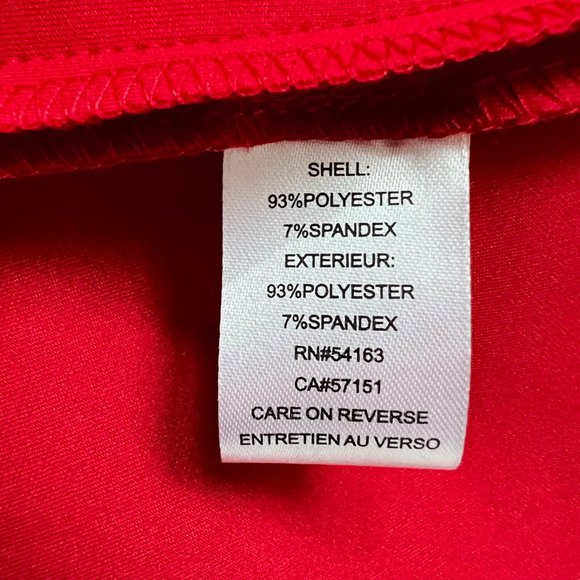 SHELL:
93%POLYESTER
7%SPANDEX
EXTERIEUR:
93%POLYESTER
7%SPANDEX
RN#54163
CA#57151
CARE ON REVERSE
ENTRETIEN AU VERSO